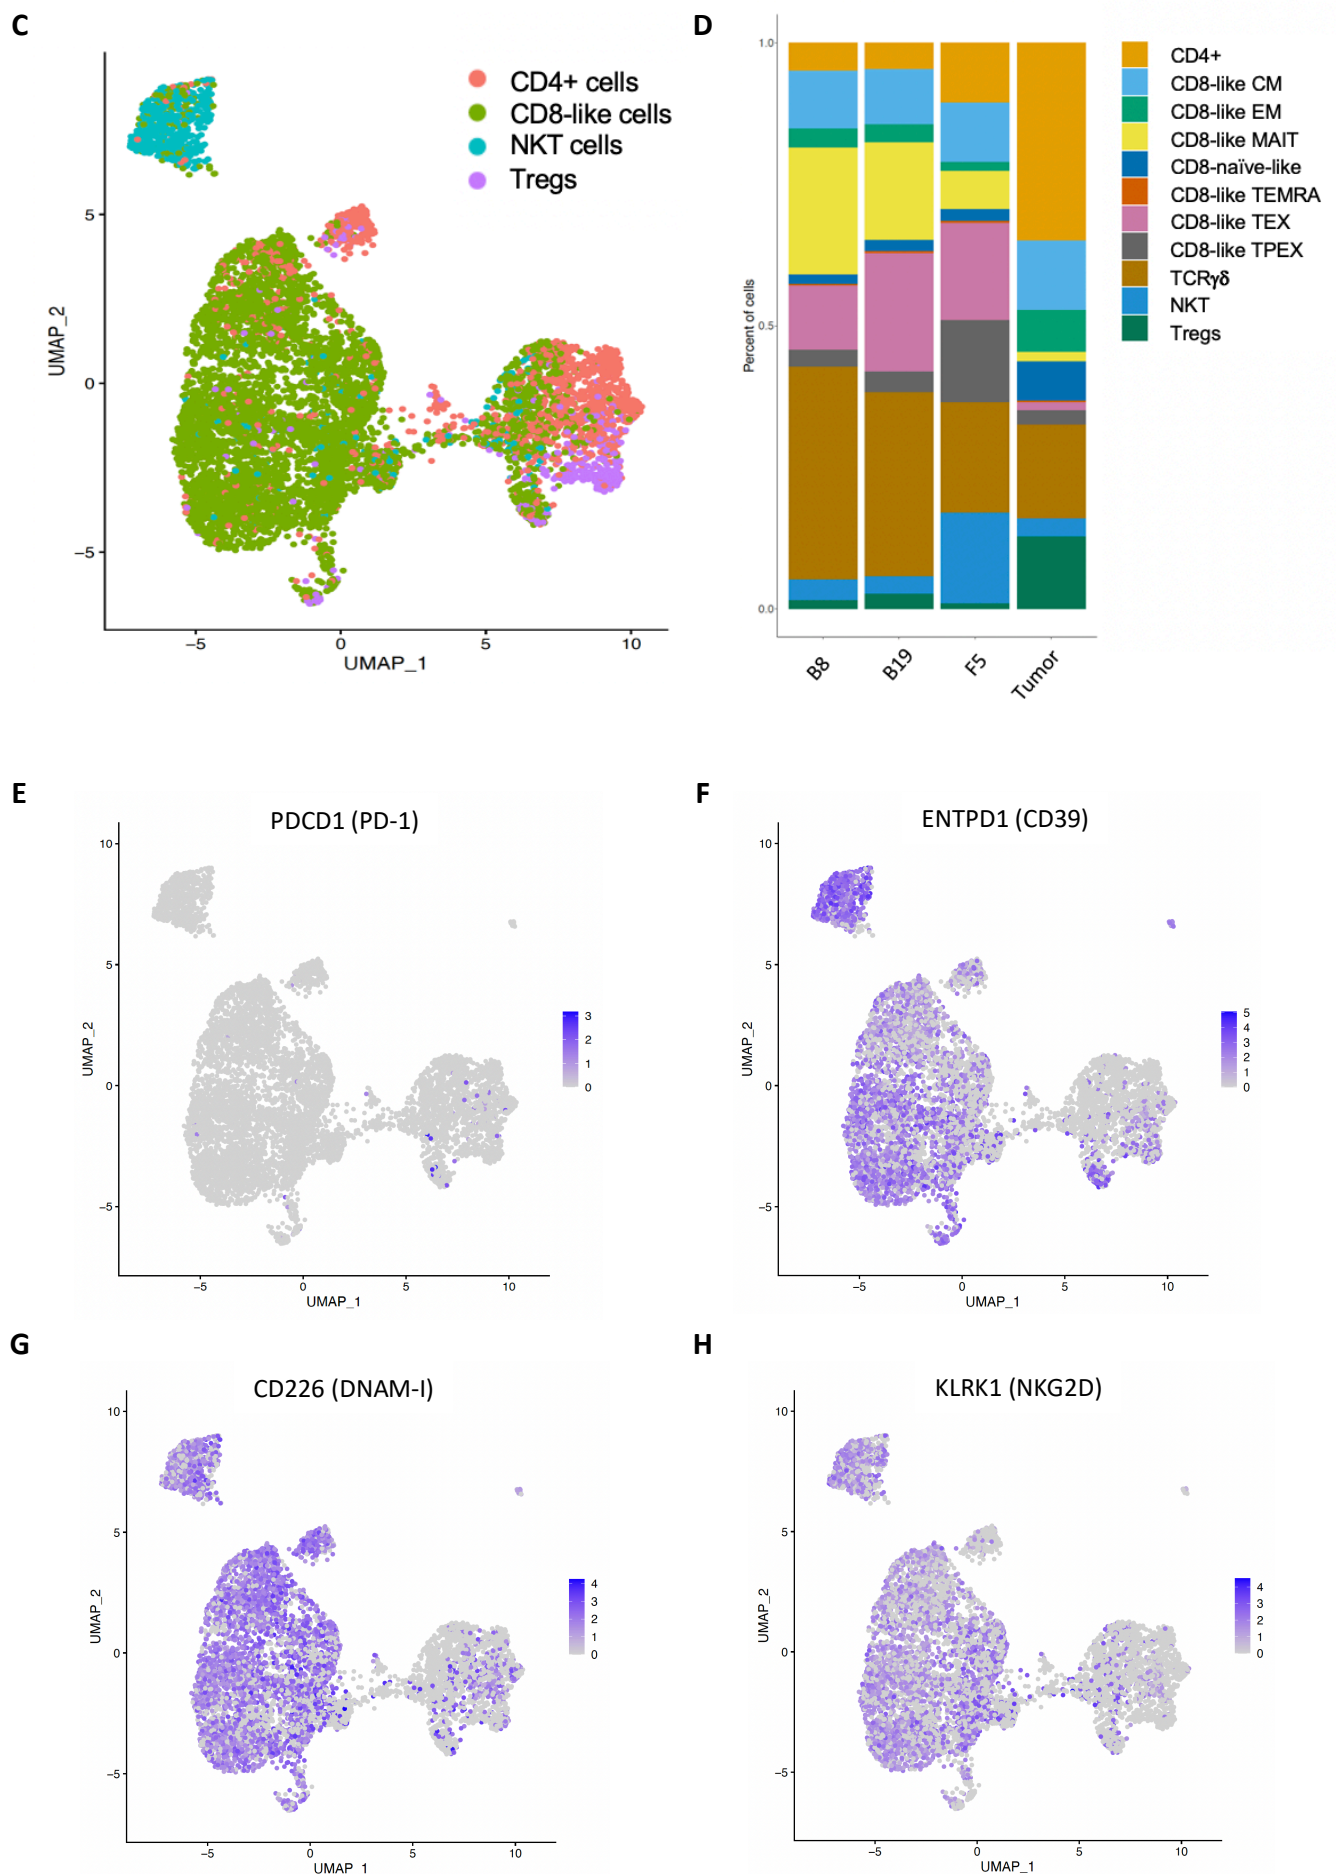 C
CD4+ cells
CD8-like cells
NKT cells
Tregs
UMAP_2
5
0
−5
−5
0
5
10
UMAP_1
D
Percent of cells
1.0
0.5
0.0
B8
B19
F5
Tumor
CD4+
CD8-like CM
CD8-like EM
CD8-like MAIT
CD8-naïve-like
CD8-like TEMRA
CD8-like TEX
CD8-like TPEX
TCRγδ
NKT
Tregs
E
PDCD1 (PD-1)
UMAP_2
10
5
0
−5
−5
0
5
10
UMAP_1
3
2
1
0
F
ENTPD1 (CD39)
UMAP_2
10
5
0
−5
−5
0
5
10
UMAP_1
5
4
3
2
1
0
G
CD226 (DNAM-I)
UMAP_2
10
5
0
−5
−5
0
5
10
UMAP_1
4
3
2
1
0
H
KLRK1 (NKG2D)
UMAP_2
10
5
0
−5
−5
0
5
10
UMAP_1
4
3
2
1
0